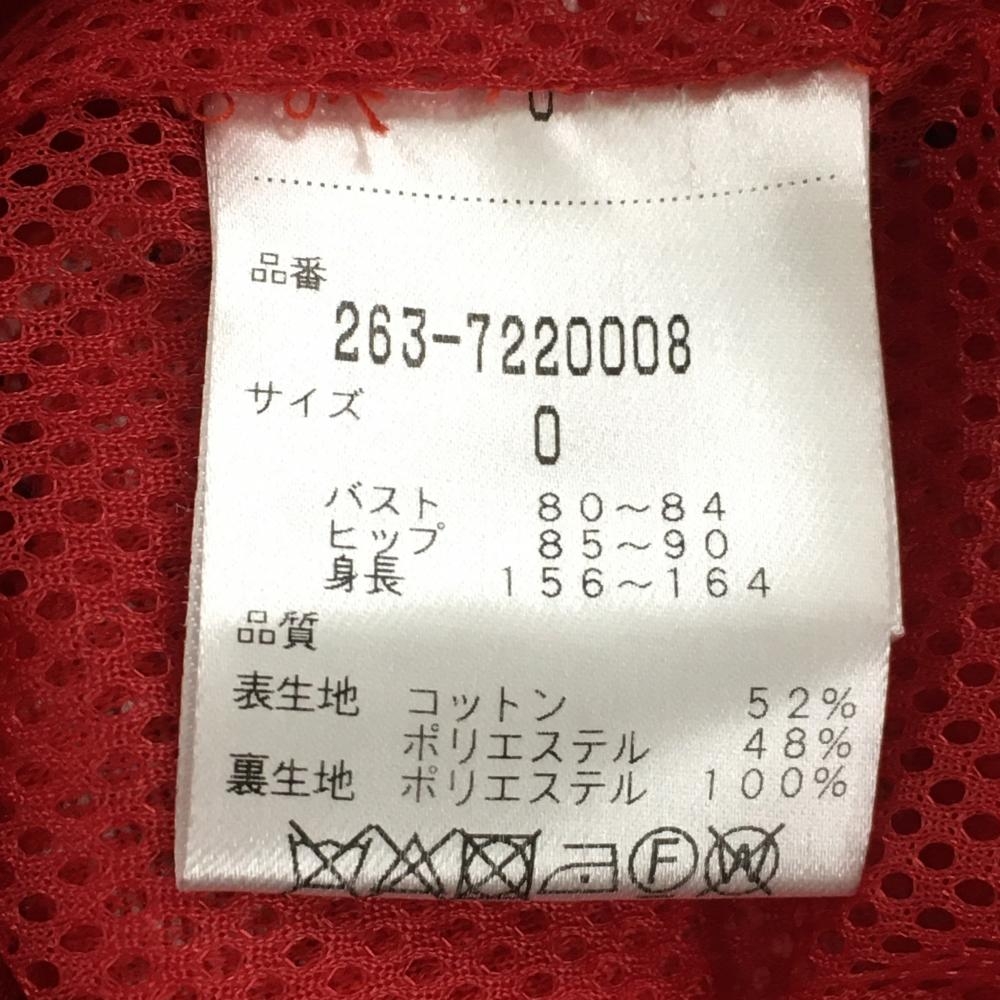 0
品番
263-7220008
サイズ
0
バスト 80～84
ヒップ 85～90
身長 156～164
品質
表生地 コットン 52%
ポリエステル 48%
裏生地 ポリエステル 100%
F W